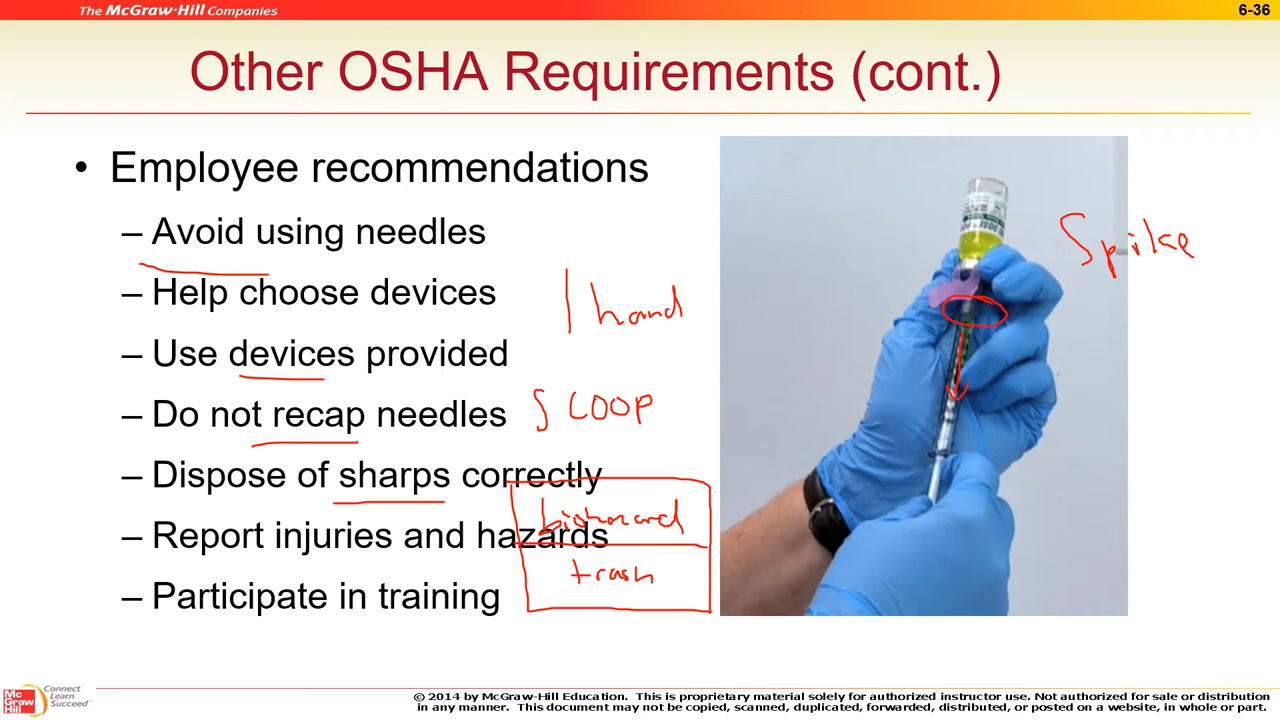 The McGraw-Hill Companies
6-36
Other OSHA Requirements (cont.)
• Employee recommendations
– Avoid using needles
– Help choose devices
– Use devices provided
– Do not recap needles
– Dispose of sharps correctly
– Report injuries and hazards
– Participate in training
1 hand
SCOOP
biohazard
trash
Spike
Mc
Graw
Hill
Connect
Learn
Succeed™
© 2014 by McGraw-Hill Education. This is proprietary material solely for authorized instructor use. Not authorized for sale or distribution
in any manner. This document may not be copied, scanned, duplicated, forwarded, distributed, or posted on a website, in whole or part.